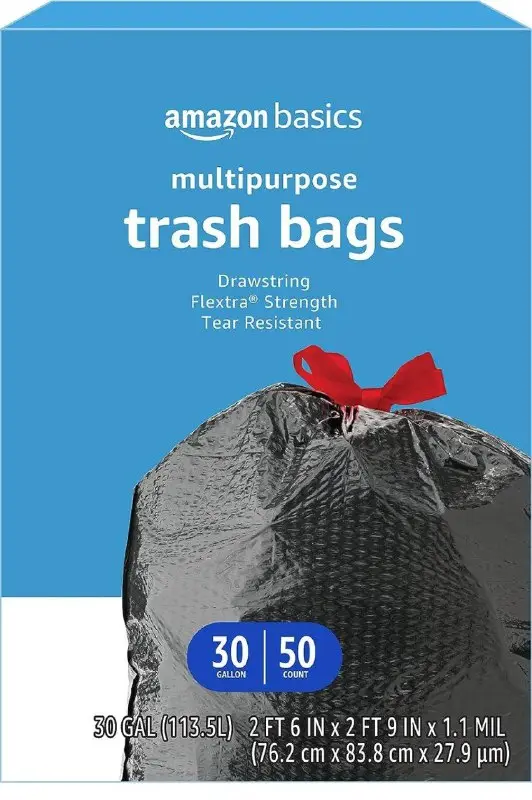 amazon basics
multipurpose
trash bags
Drawstring
Flextra® Strength
Tear Resistant
30 | 50
GALLON COUNT
30 GAL (113.5L) 2 FT 6 IN x 2 FT 9 IN x 1.1 MIL
(76.2 cm x 83.8 cm x 27.9 µm)